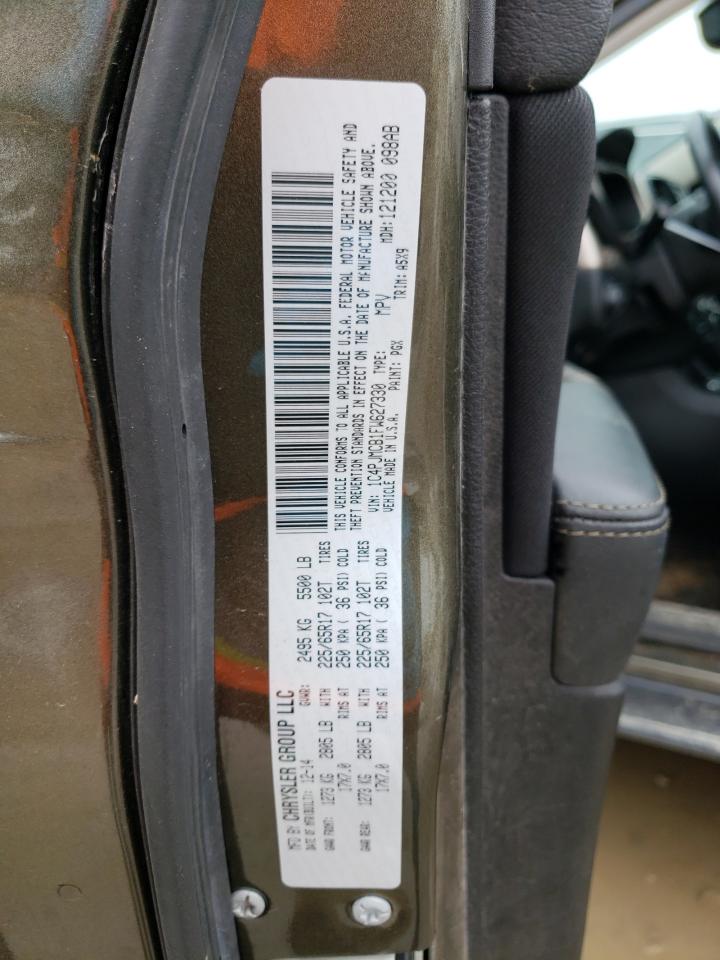 MFD BY: CHRYSLER GROUP LLC
DATE OF MFR(BUILT): 12-14 GVWR: 2495 KG 5500 LB
GAWR FRONT: 1273 KG 2805 LB WITH 225/65R17 102T TIRES
17X7.0 RIMS AT 250 KPA ( 36 PSI) COLD
GAWR REAR: 1273 KG 2805 LB WITH 225/65R17 102T TIRES
17X7.0 RIMS AT 250 KPA ( 36 PSI) COLD
THIS VEHICLE CONFORMS TO ALL APPLICABLE U.S.A. FEDERAL MOTOR VEHICLE SAFETY AND
THEFT PREVENTION STANDARDS IN EFFECT ON THE DATE OF MANUFACTURE SHOWN ABOVE.
VIN: 1C4PJMCB1FW627330 TYPE: MPV MDH: 121200 098AB
VEHICLE MADE IN U.S.A. PAINT: PGX TRIM: A5X9